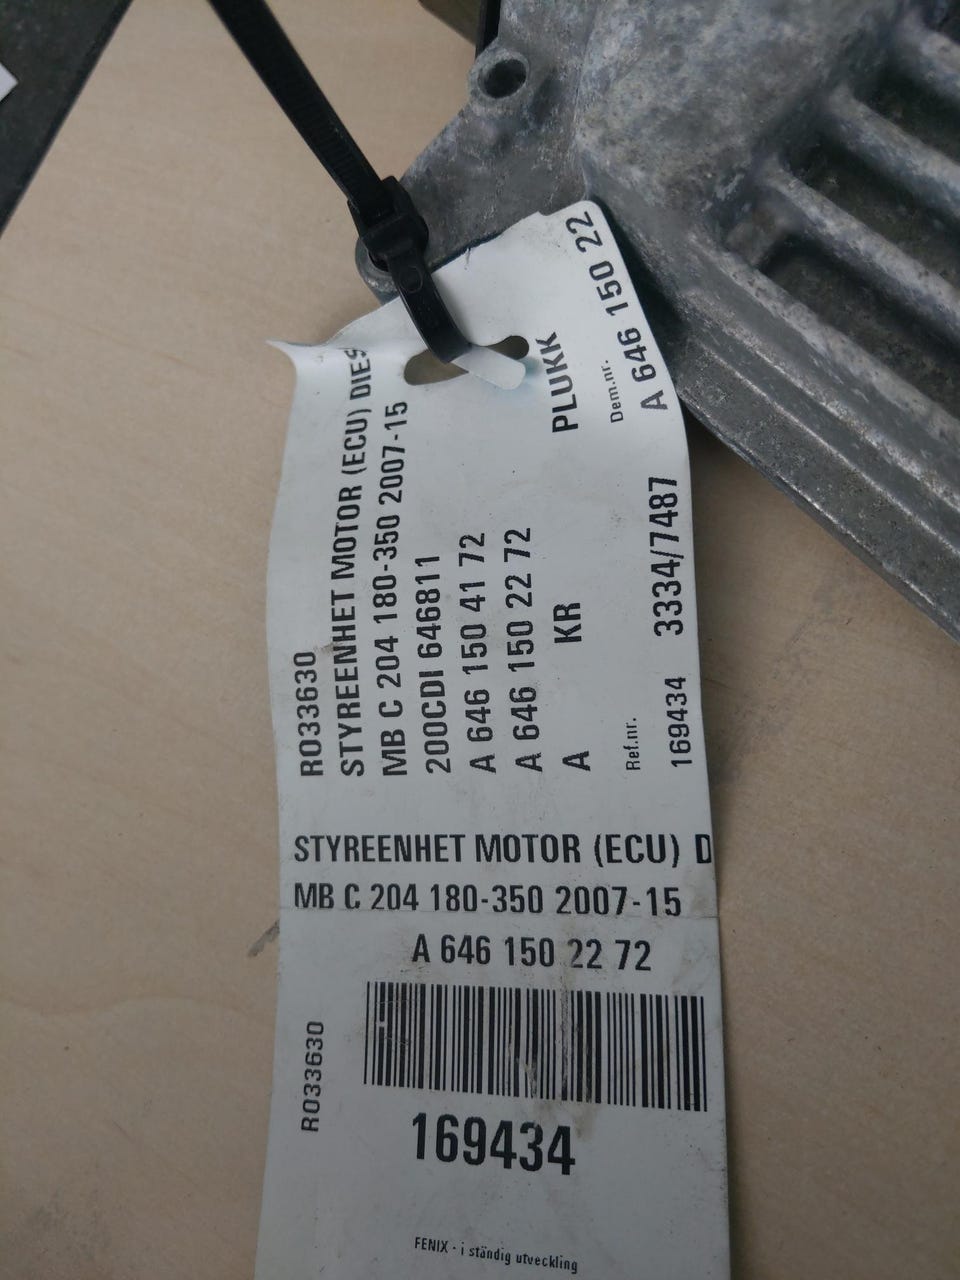 RO33630
STYREENHET MOTOR (ECU) DIES
MB C 204 180-350 2007-15
200CDI 646811
A 646 150 41 72
A 646 150 22 72
A KR PLUKK
Ref.nr. Dem.nr.
169434 3334/7487 A 646 150 22
STYREENHET MOTOR (ECU) D
MB C 204 180-350 2007-15
A 646 150 22 72
RO33630
169434
FENIX - i ständig utveckling